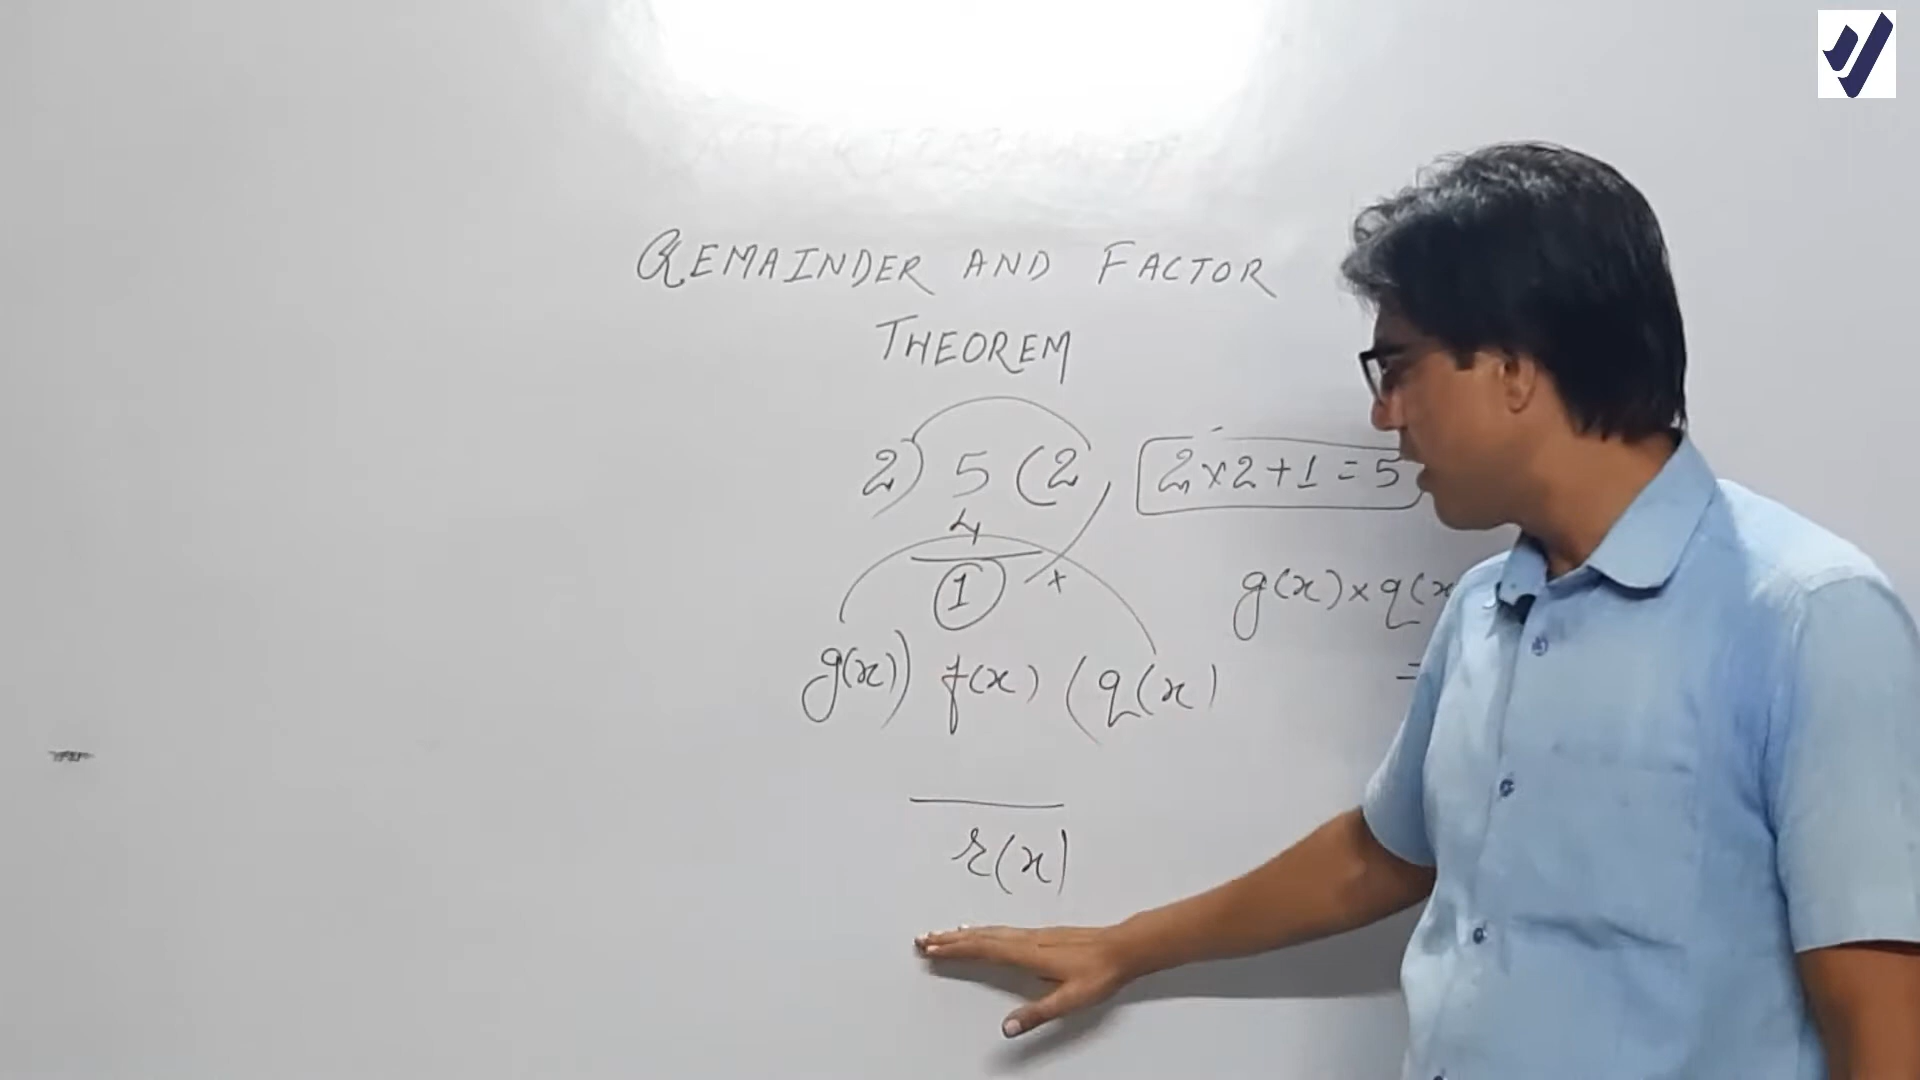 REMAINDER AND FACTOR
THEOREM
2) 5 (2
4
1
2×2+1=5
+
g(x)×q(x
=
g(x)) f(x) (q(x)
r(x)